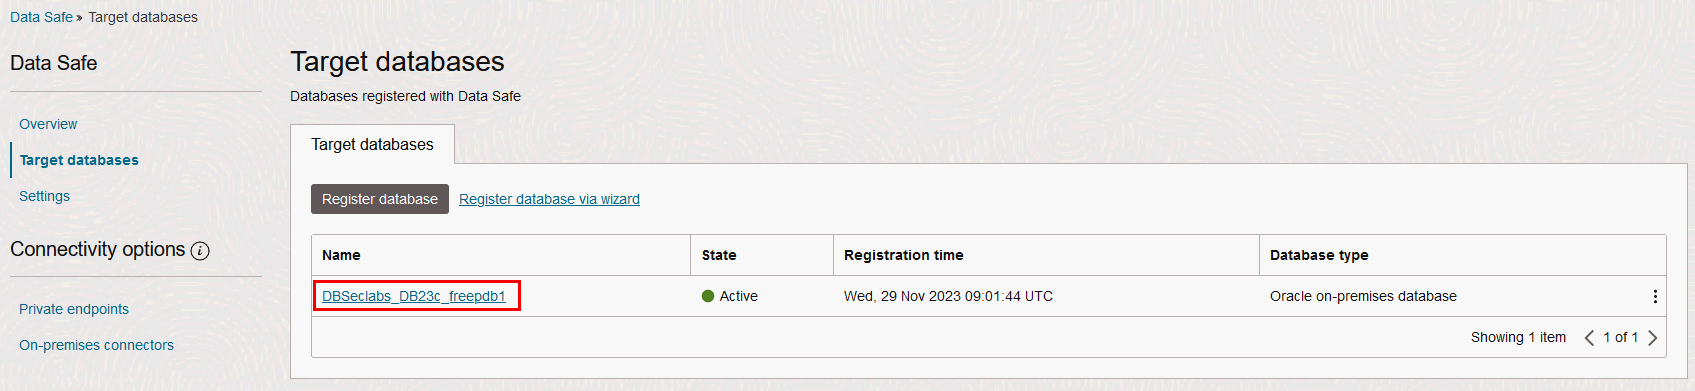 Data Safe » Target databases
Data Safe
Overview
Target databases
Settings
Connectivity options i
Private endpoints
On-premises connectors
Target databases
Databases registered with Data Safe
Target databases
Register database Register database via wizard
Name State Registration time Database type
DBSeclabs_DB23c_freepdb1 Active Wed, 29 Nov 2023 09:01:44 UTC Oracle on-premises database
Showing 1 item 1 of 1